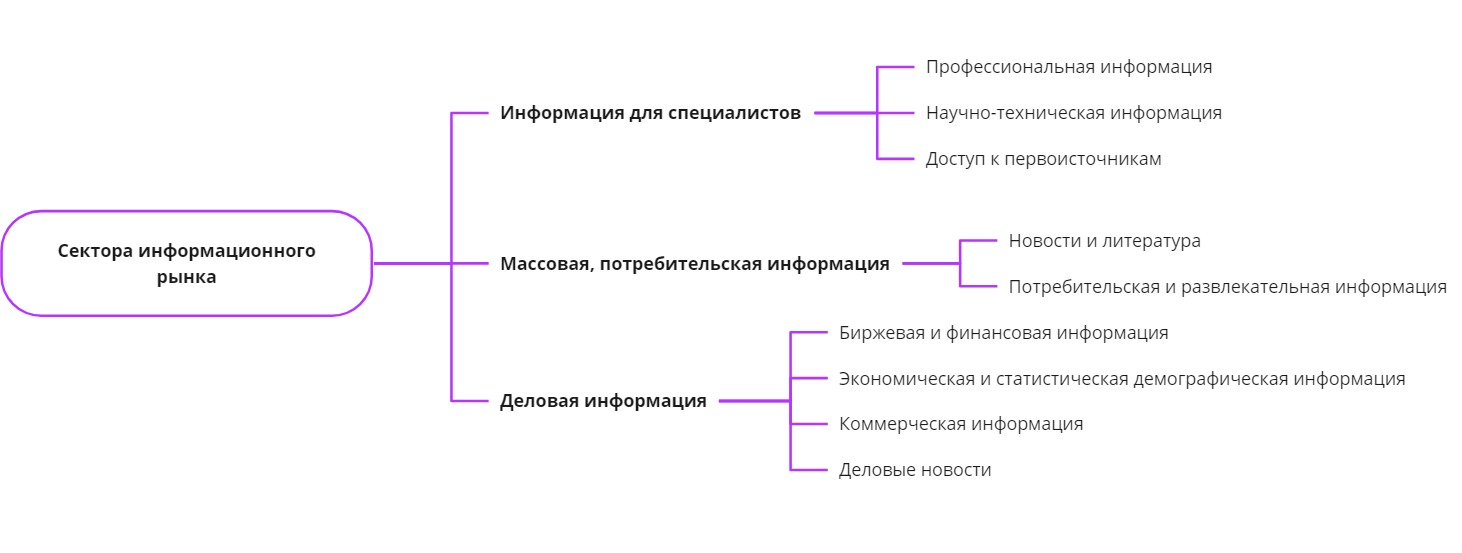 Сектора информационного
рынка
Информация для специалистов
Профессиональная информация
Научно-техническая информация
Доступ к первоисточникам
Массовая, потребительская информация
Новости и литература
Потребительская и развлекательная информация
Деловая информация
Биржевая и финансовая информация
Экономическая и статистическая демографическая информация
Коммерческая информация
Деловые новости